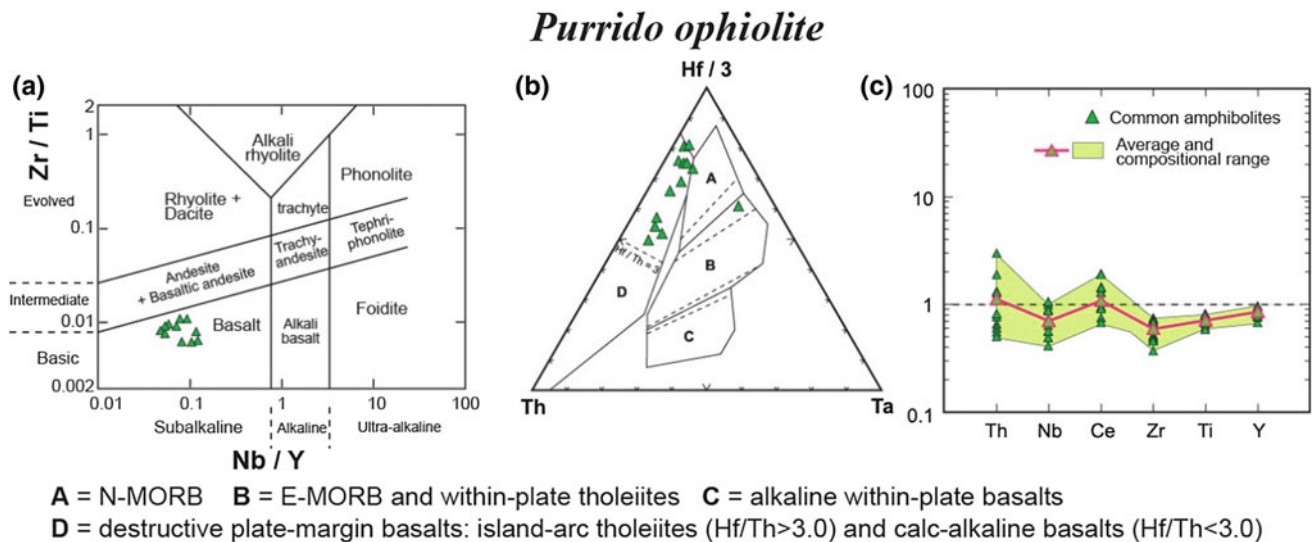 Purrido ophiolite
(a)
Zr / Ti
2
1
0.1
0.01
0.002
Evolved
Intermediate
Basic
Alkali
rhyolite
Rhyolite +
Dacite
trachyte
Phonolite
Andesite
+ Basaltic andesite
Trachy-
andesite
Tephri-
phonolite
Basalt
Alkali
basalt
Foidite
0.01
0.1
1
10
100
Subalkaline
Alkaline
Ultra-alkaline
Nb / Y
(b)
Hf / 3
A
B
C
D
Hf/Th = 3
Th
Ta
(c)
100
10
1
0.1
Common amphibolites
Average and
compositional range
Th
Nb
Ce
Zr
Ti
Y
A = N-MORB B = E-MORB and within-plate tholeiites C = alkaline within-plate basalts
D = destructive plate-margin basalts: island-arc tholeiites (Hf/Th>3.0) and calc-alkaline basalts (Hf/Th<3.0)